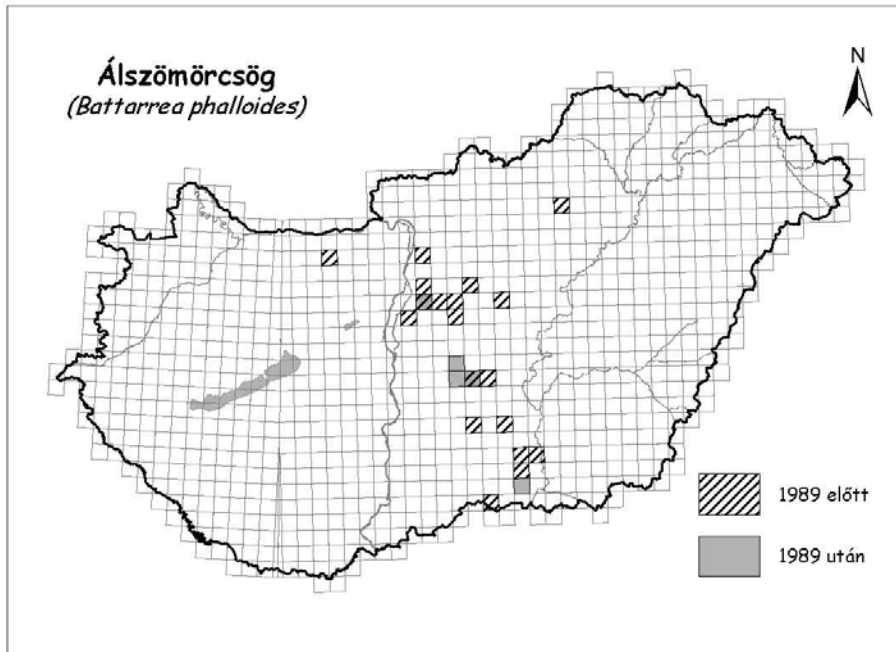 Álszömörcsög
(Battarrea phalloides)
N
1989 előtt
1989 után